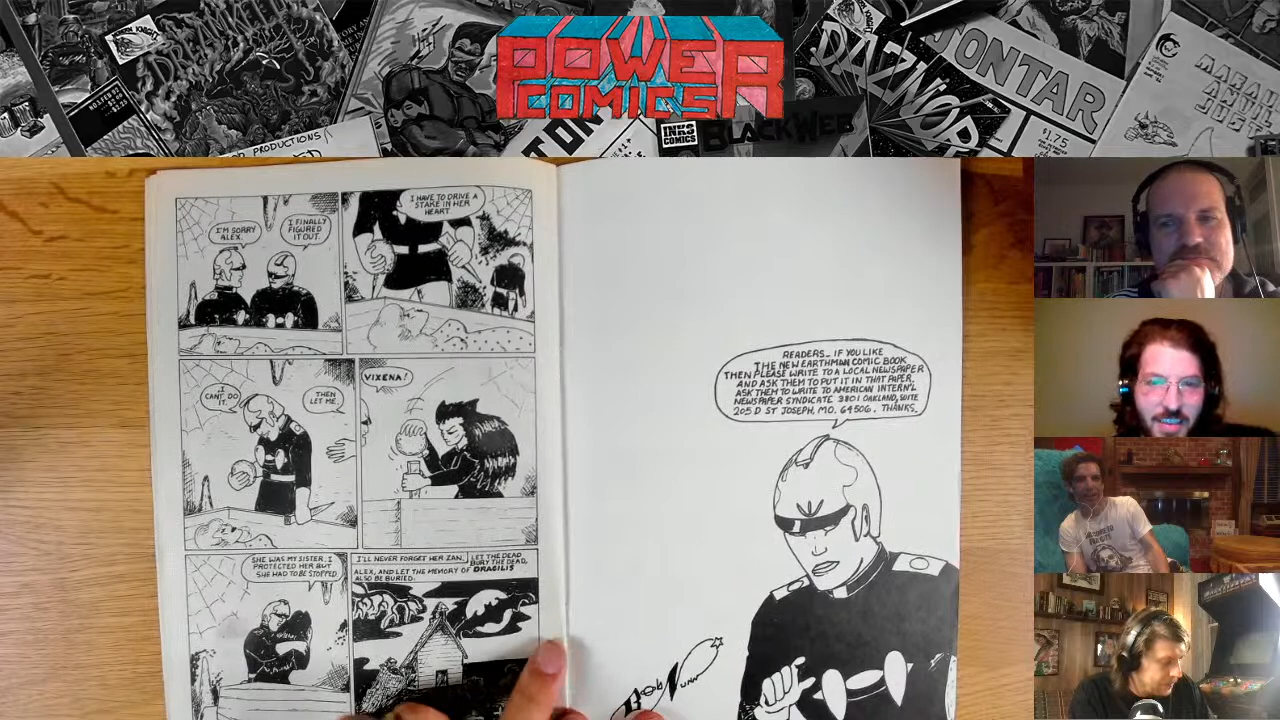 POWER
COMICS
TONTAR
$1.75
INKS
COMICS
BLACKWEB
I'M SORRY
ALEX.
I FINALLY
FIGURED
IT OUT.
I HAVE TO DRIVE A
STAKE IN HER
HEART
I
CAN'T DO
IT.
THEN
LET ME.
VIXENA!
SHE WAS MY SISTER. I
PROTECTED HER BUT
SHE HAD TO BE STOPPED
I'LL NEVER FORGET HER ZAN.
LET THE DEAD
BURY THE DEAD,
ALEX, AND LET THE MEMORY OF DRACILIS
ALSO BE BURIED.
READERS... IF YOU LIKE
THE NEW EARTHMAN COMIC BOOK
THEN PLEASE WRITE TO A LOCAL NEWSPAPER
AND ASK THEM TO PUT IT IN THAT PAPER.
ASK THEM TO WRITE TO AMERICAN INTERN'L
NEWSPAPER SYNDICATE 3801 OAKLAND, SUITE
205 D ST JOSEPH, MO. 64506. THANKS.
Bob Nunn